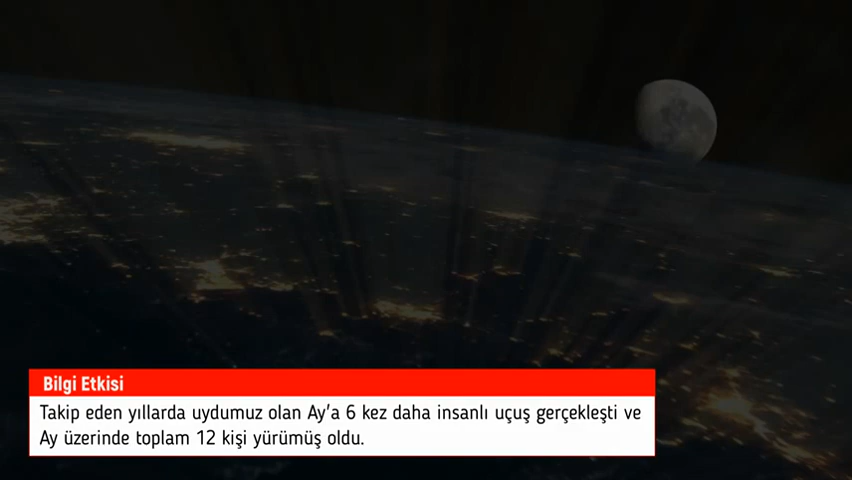 Bilgi Etkisi
Takip eden yıllarda uydumuz olan Ay'a 6 kez daha insanlı uçuş gerçekleşti ve
Ay üzerinde toplam 12 kişi yürümüş oldu.